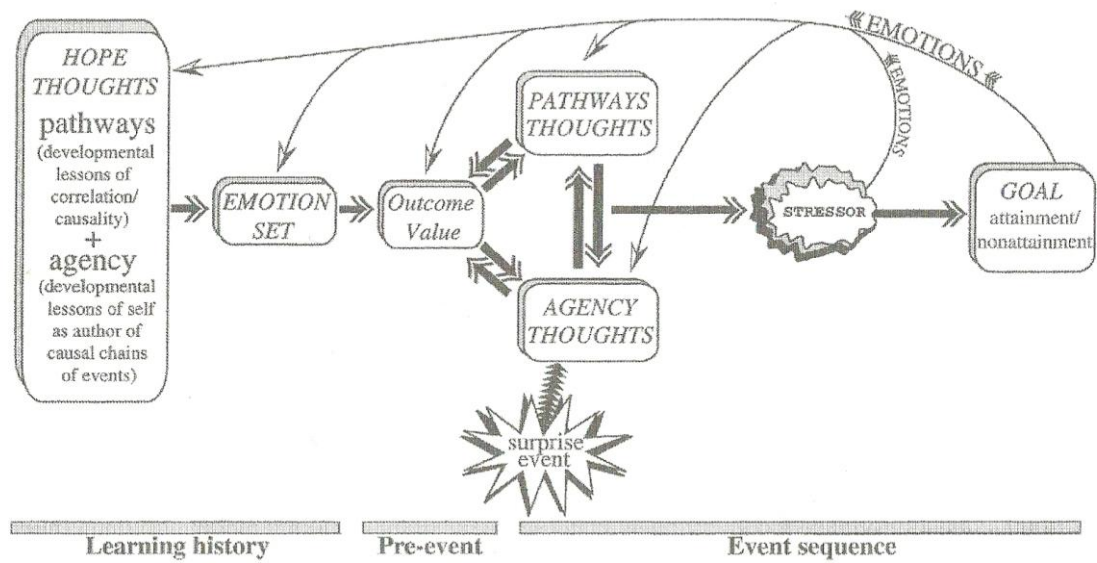 HOPE
THOUGHTS
pathways
(developmental
lessons of
correlation/
causality)
+
agency
(developmental
lessons of self
as author of
causal chains
of events)
EMOTION
SET
Outcome
Value
PATHWAYS
THOUGHTS
AGENCY
THOUGHTS
surprise
event
EMOTIONS
EMOTIONS
STRESSOR
GOAL
attainment/
nonattainment
Learning history
Pre-event
Event sequence